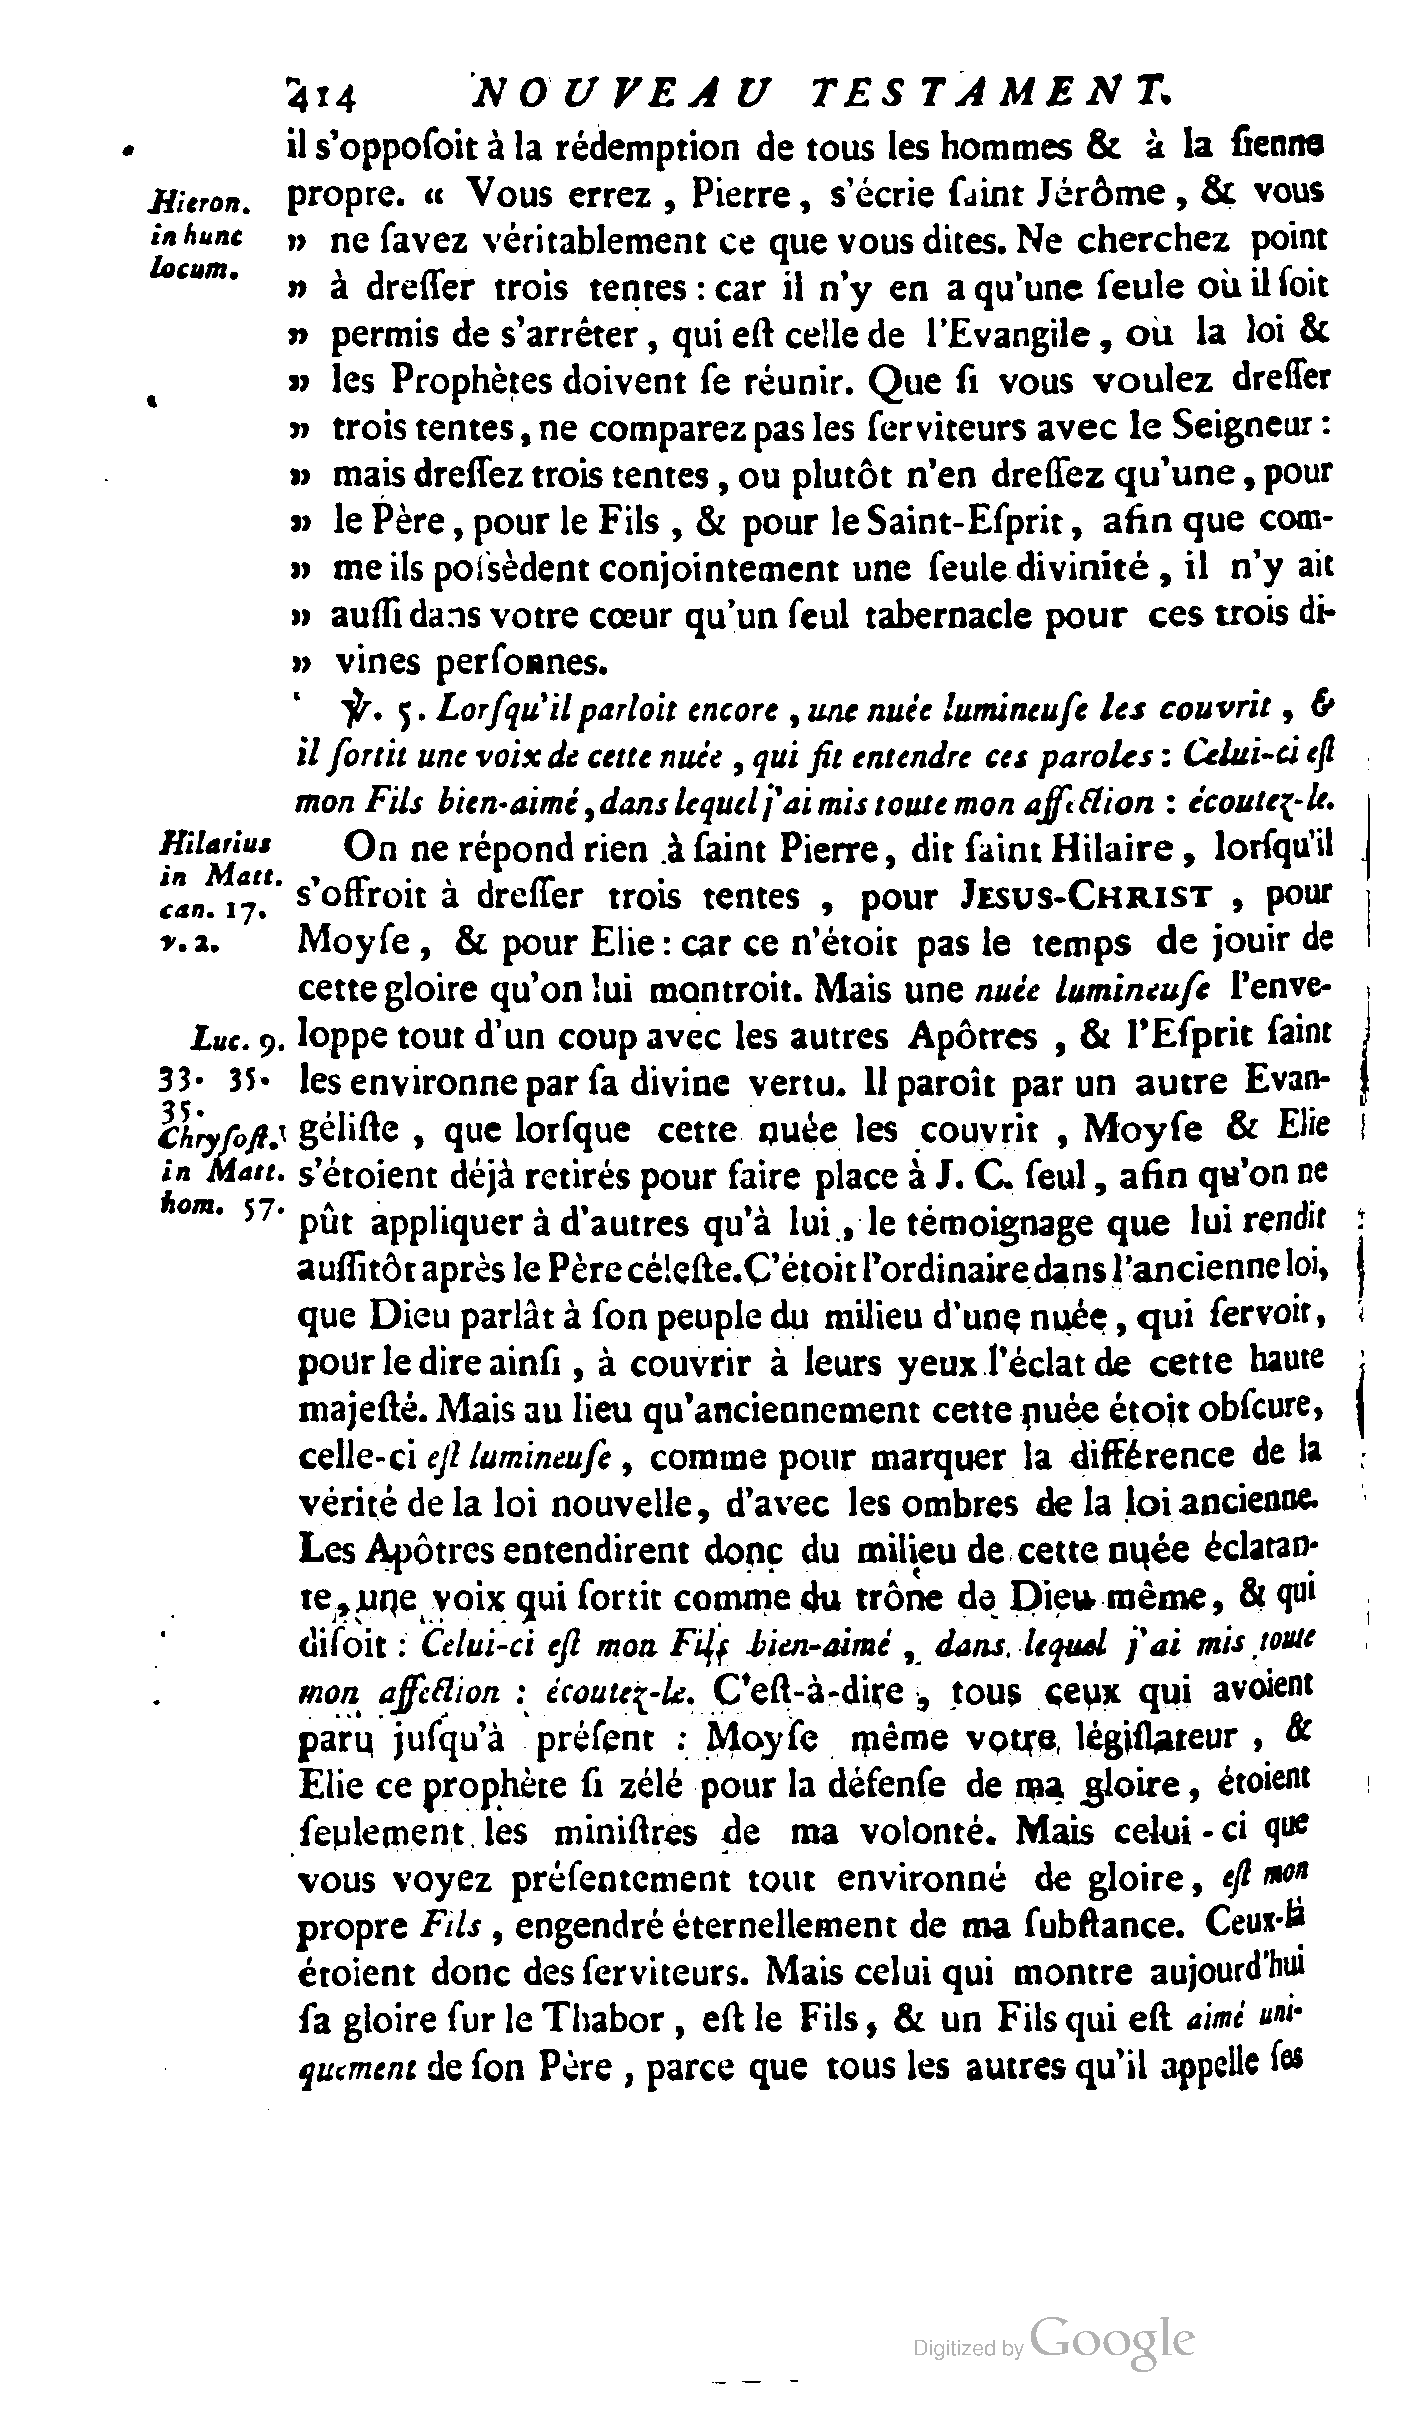 414 NOUVEAU TESTAMENT.
il s'oppoſoit à la rédemption de tous les hommes & à la ſienne
Hieron. in hunc locum.
propre. « Vous errez, Pierre, s'écrie ſaint Jérôme, & vous
» ne ſavez véritablement ce que vous dites. Ne cherchez point
» à dreſſer trois tentes : car il n'y en a qu'une ſeule où il ſoit
» permis de s'arrêter, qui eſt celle de l'Evangile, où la loi &
» les Prophètes doivent ſe réunir. Que ſi vous voulez dreſſer
» trois tentes, ne comparez pas les ſerviteurs avec le Seigneur :
» mais dreſſez trois tentes, ou plutôt n'en dreſſez qu'une, pour
» le Père, pour le Fils, & pour le Saint-Eſprit, afin que com-
» me ils poſsèdent conjointement une ſeule divinité, il n'y ait
» auſſi dans votre cœur qu'un ſeul tabernacle pour ces trois di-
» vines perſonnes.
℣. 5. Lorſqu'il parloit encore, une nuée lumineuſe les couvrit, &
il ſortit une voix de cette nuée, qui fit entendre ces paroles : Celui-ci eſt
mon Fils bien-aimé, dans lequel j'ai mis toute mon affection : écoutez-le.
Hilarius
in Matt.
can. 17.
v. 2.
On ne répond rien à ſaint Pierre, dit ſaint Hilaire, lorſqu'il
s'offroit à dreſſer trois tentes, pour JESUS-CHRIST, pour
Moyſe, & pour Elie : car ce n'étoit pas le temps de jouir de
cette gloire qu'on lui montroit. Mais une nuée lumineuſe l'enve-
Luc. 9.
33. 35.
35.
Chryſoſt.
in Matt.
hom. 57.
loppe tout d'un coup avec les autres Apôtres, & l'Eſprit ſaint
les environne par ſa divine vertu. Il paroît par un autre Evan-
géliſte, que lorſque cette nuée les couvrit, Moyſe & Elie
s'étoient déjà retirés pour faire place à J. C. ſeul, afin qu'on ne
pût appliquer à d'autres qu'à lui, le témoignage que lui rendit
auſſitôt après le Père céleſte. C'étoit l'ordinaire dans l'ancienne loi,
que Dieu parlât à ſon peuple du milieu d'une nuée, qui ſervoit,
pour le dire ainſi, à couvrir à leurs yeux l'éclat de cette haute
majeſté. Mais au lieu qu'anciennement cette nuée étoit obſcure,
celle-ci eſt lumineuſe, comme pour marquer la différence de la
vérité de la loi nouvelle, d'avec les ombres de la loi ancienne.
Les Apôtres entendirent donc du milieu de cette nuée éclatan-
te, une voix qui ſortit comme du trône de Dieu même, & qui
diſoit : Celui-ci eſt mon Fils bien-aimé, dans lequel j'ai mis toute
mon affection : écoutez-le. C'eſt-à-dire, tous ceux qui avoient
paru juſqu'à préſent : Moyſe même votre légiſlateur, &
Elie ce prophète ſi zélé pour la défenſe de ma gloire, étoient
ſeulement les miniſtres de ma volonté. Mais celui-ci que
vous voyez préſentement tout environné de gloire, eſt mon
propre Fils, engendré éternellement de ma ſubſtance. Ceux-là
étoient donc des ſerviteurs. Mais celui qui montre aujourd'hui
ſa gloire ſur le Thabor, eſt le Fils, & un Fils qui eſt aimé uni-
quement de ſon Père, parce que tous les autres qu'il appelle ſes
Digitized by Google